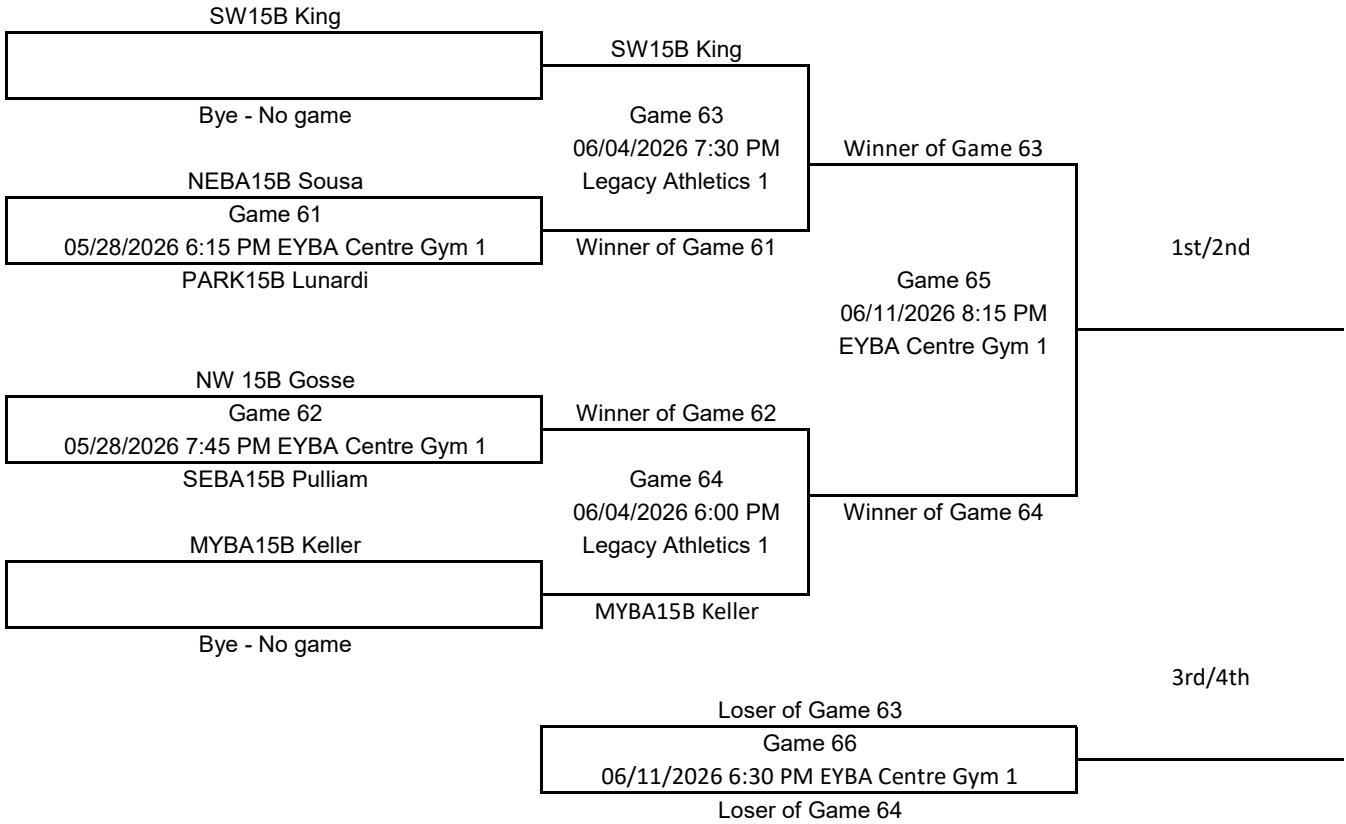 SW15B King
Bye - No game
NEBA15B Sousa
Game 61
05/28/2026 6:15 PM EYBA Centre Gym 1
PARK15B Lunardi
NW 15B Gosse
Game 62
05/28/2026 7:45 PM EYBA Centre Gym 1
SEBA15B Pulliam
MYBA15B Keller
Bye - No game
SW15B King
Game 63
06/04/2026 7:30 PM
Legacy Athletics 1
Winner of Game 61
Winner of Game 62
Game 64
06/04/2026 6:00 PM
Legacy Athletics 1
MYBA15B Keller
Winner of Game 63
Game 65
06/11/2026 8:15 PM
EYBA Centre Gym 1
Winner of Game 64
1st/2nd
Loser of Game 63
Game 66
06/11/2026 6:30 PM EYBA Centre Gym 1
Loser of Game 64
3rd/4th